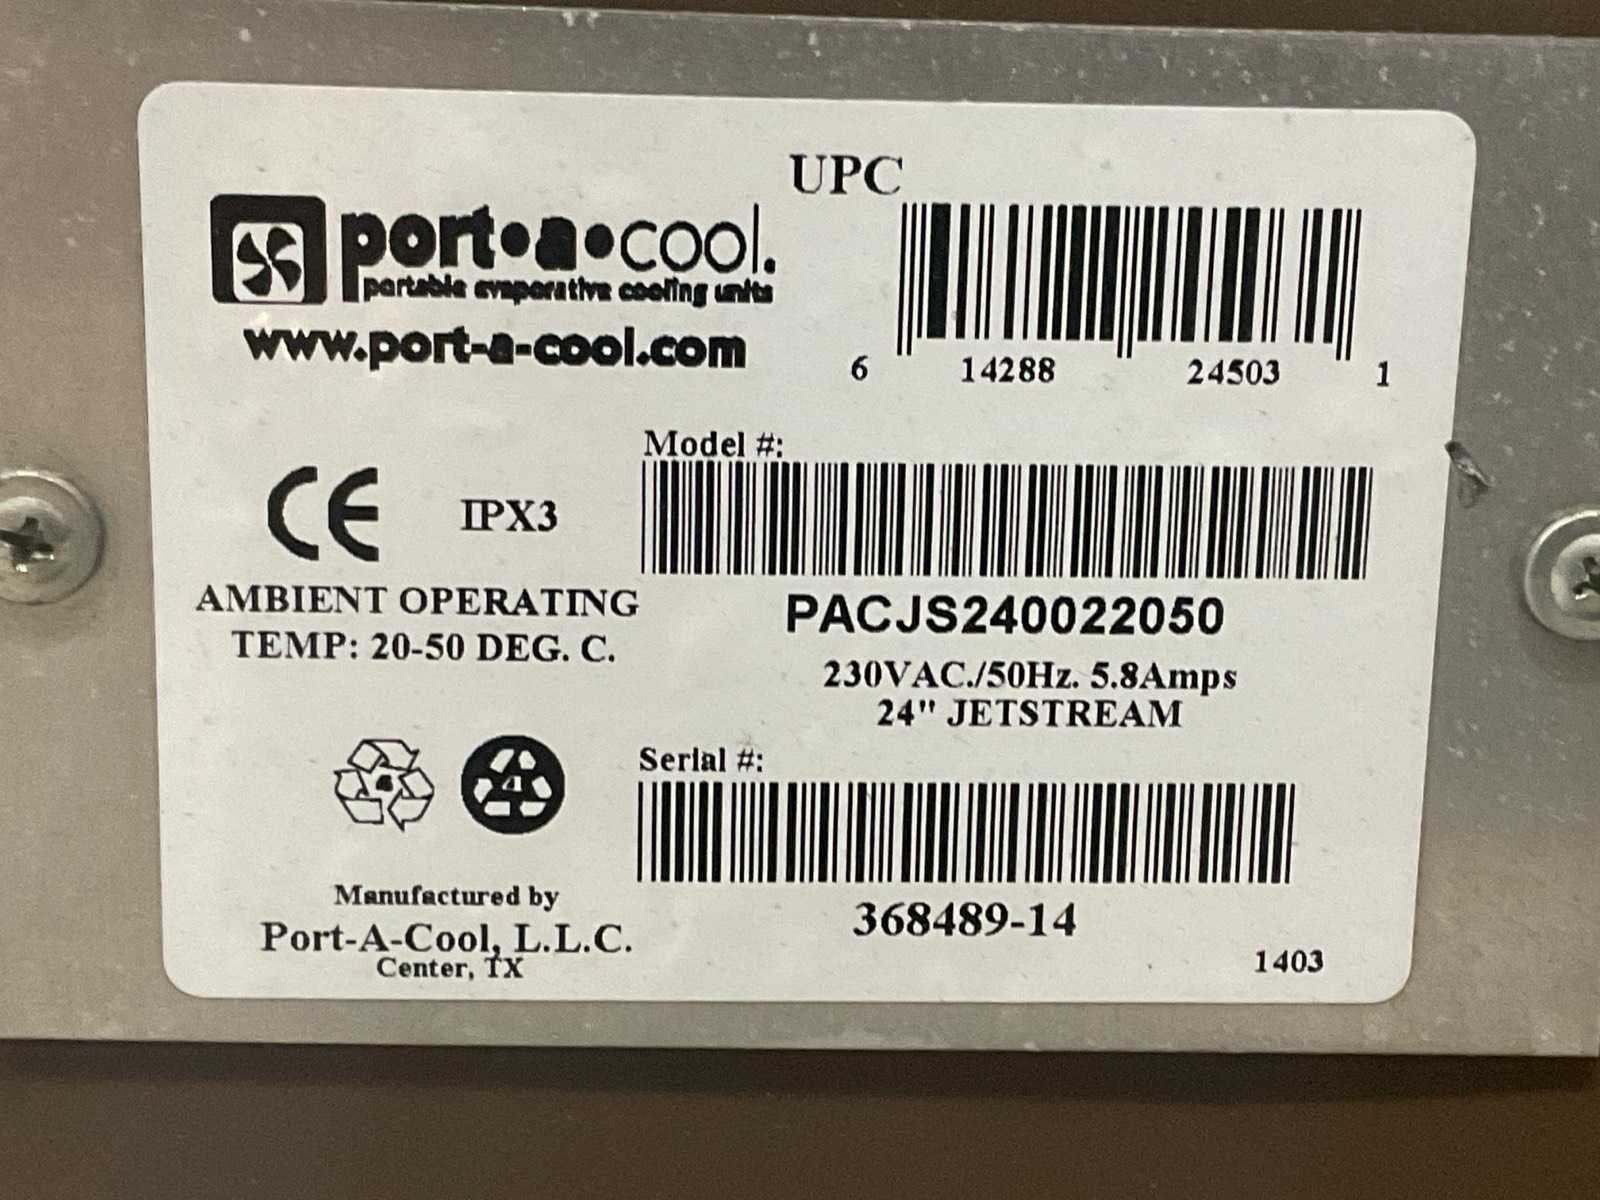 UPC
port•a•cool.
portable evaporative cooling units
www.port-a-cool.com
6 14288 24503 1
Model #:
CE IPX3
AMBIENT OPERATING
TEMP: 20-50 DEG. C.
PACJS240022050
230VAC./50Hz. 5.8Amps
24" JETSTREAM
4 4
Serial #:
368489-14
Manufactured by
Port-A-Cool, L.L.C.
Center, TX
1403